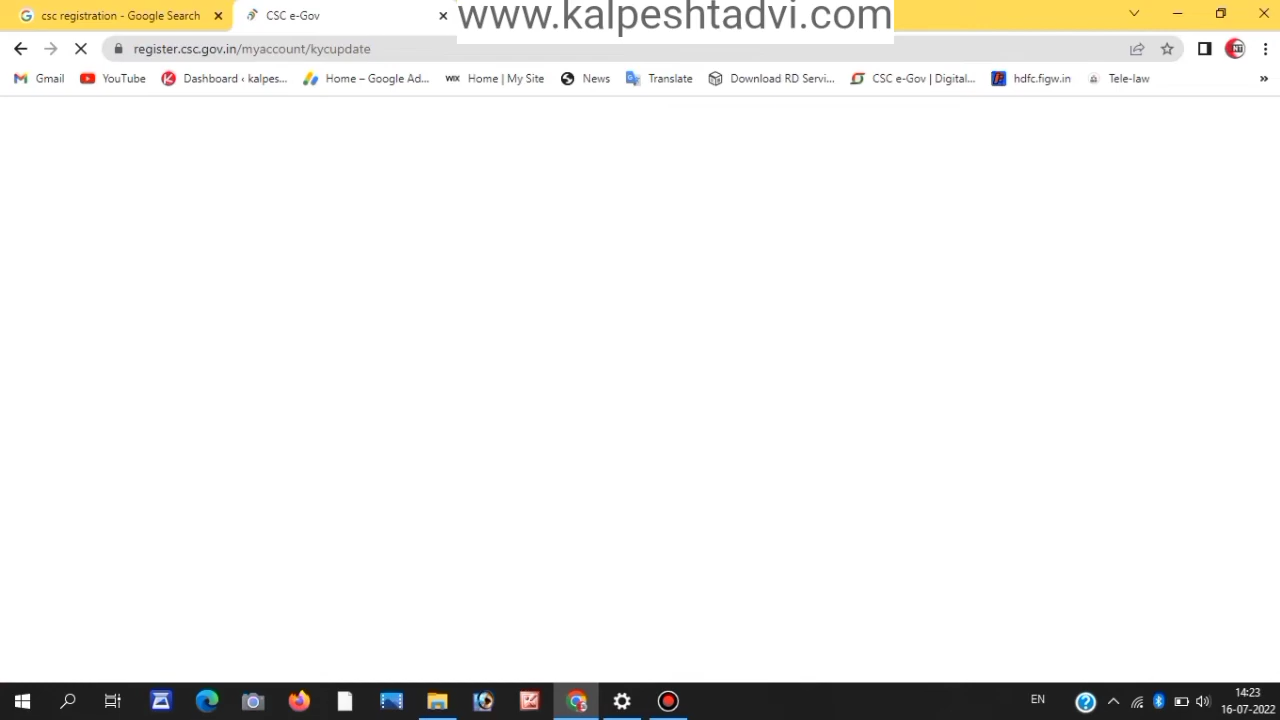 csc registration - Google Search
CSC e-Gov
www.kalpeshtadvi.com
register.csc.gov.in/myaccount/kycupdate
Gmail
YouTube
Dashboard ‹ kalpes...
Home – Google Ad...
WIX Home | My Site
News
Translate
Download RD Servi...
CSC e-Gov | Digital...
hdfc.figw.in
Tele-law
»
EN
14:23
16-07-2022